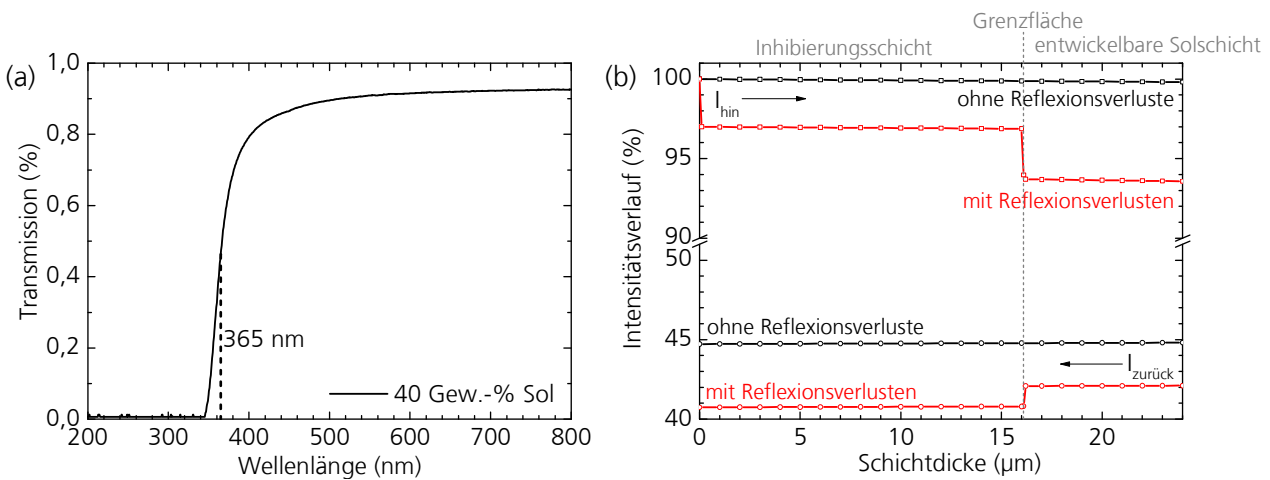 (a)
1,0
0,8
0,6
0,4
0,2
0,0
Transmission (%)
365 nm
40 Gew.-% Sol
200 300 400 500 600 700 800
Wellenlänge (nm)
Grenzfläche
Inhibierungsschicht entwickelbare Solschicht
(b)
100
95
90
50
45
40
Intensitätsverlauf (%)
ohne Reflexionsverluste
I hin
mit Reflexionsverlusten
ohne Reflexionsverluste
I zurück
mit Reflexionsverlusten
0 5 10 15 20
Schichtdicke (µm)